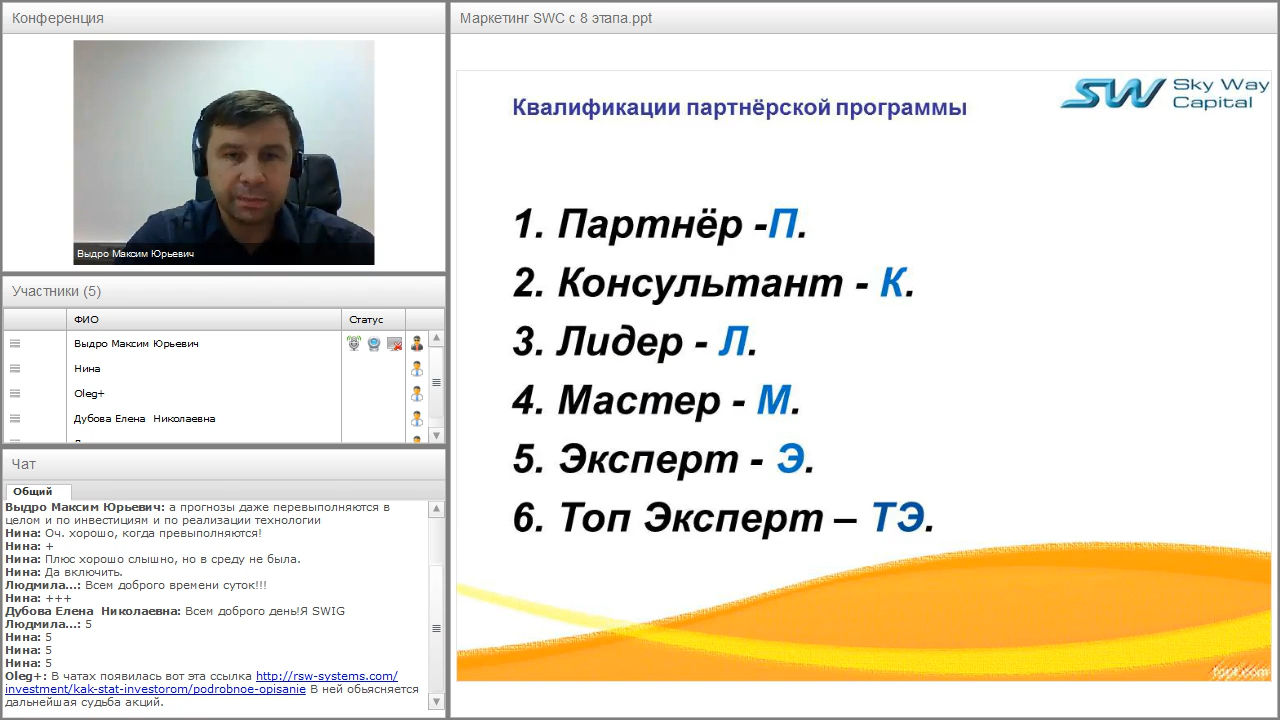 Конференция
Выдро Максим Юрьевич
Участники (5)
ФИО
Статус
Выдро Максим Юрьевич
Нина
Oleg+
Дубова Елена Николаевна
Чат
Общий
Выдро Максим Юрьевич: а прогнозы даже перевыполняются в
целом и по инвестициям и по реализации технологии
Нина: Оч. хорошо, когда превыполняются!
Нина: +
Нина: Плюс хорошо слышно, но в среду не была.
Нина: Да включить.
Людмила...: Всем доброго времени суток!!!
Нина: +++
Дубова Елена Николаевна: Всем доброго день!Я SWIG
Людмила...: 5
Нина: 5
Нина: 5
Нина: 5
Oleg+: В чатах появилась вот эта ссылка http://rsw-systems.com/
investment/kak-stat-investorom/podrobnoe-opisanie В ней обьясняется
дальнейшая судьба акций.
Маркетинг SWC с 8 этапа.ppt
SW Sky Way
Capital
Квалификации партнёрской программы
1. Партнёр -П.
2. Консультант - К.
3. Лидер - Л.
4. Мастер - М.
5. Эксперт - Э.
6. Топ Эксперт – ТЭ.
fppt.com